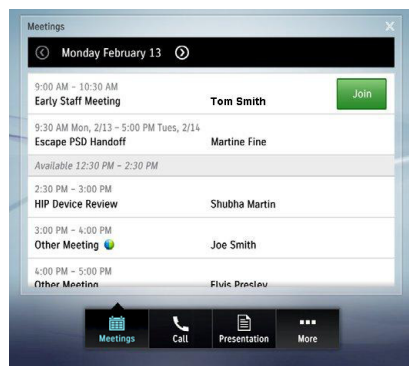 Meetings
Monday February 13
9:00 AM – 10:30 AM
Early Staff Meeting Tom Smith Join
9:30 AM Mon, 2/13 – 5:00 PM Tues, 2/14
Escape PSD Handoff Martine Fine
Available 12:30 PM – 2:30 PM
2:30 PM – 3:00 PM
HIP Device Review Shubha Martin
3:00 PM – 4:00 PM
Other Meeting Joe Smith
4:00 PM – 5:00 PM
Other Meeting Elvis Presley
Meetings Call Presentation More